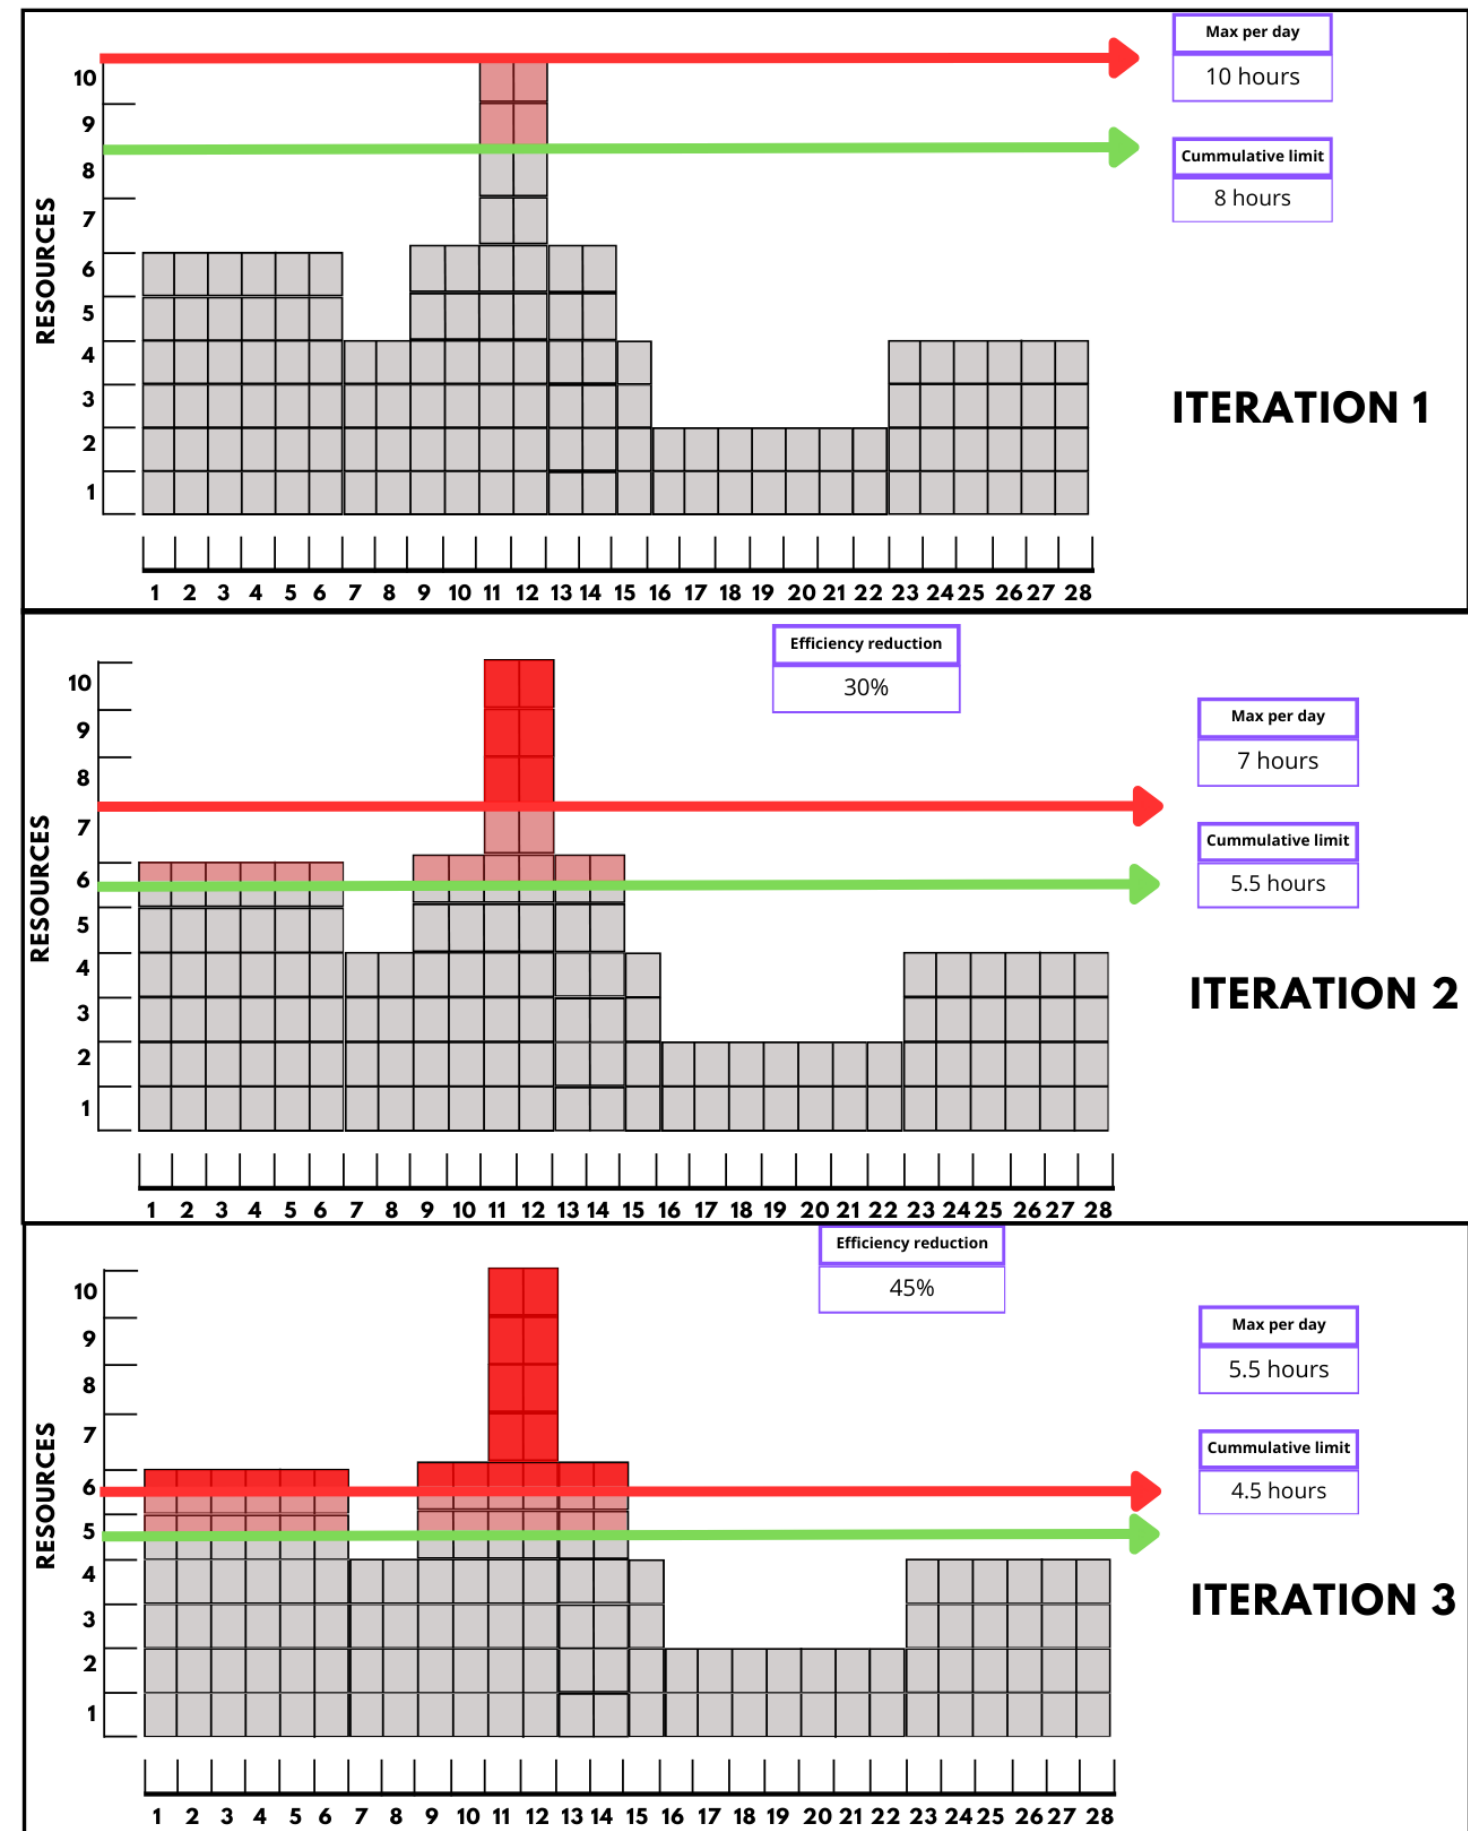 Max per day
10 hours
Cummulative limit
8 hours
RESOURCES
10
9
8
7
6
5
4
3
2
1
ITERATION 1
1 2 3 4 5 6 7 8 9 10 11 12 13 14 15 16 17 18 19 20 21 22 23 24 25 26 27 28
Efficiency reduction
30%
Max per day
7 hours
Cummulative limit
5.5 hours
RESOURCES
10
9
8
7
6
5
4
3
2
1
ITERATION 2
1 2 3 4 5 6 7 8 9 10 11 12 13 14 15 16 17 18 19 20 21 22 23 24 25 26 27 28
Efficiency reduction
45%
Max per day
5.5 hours
Cummulative limit
4.5 hours
RESOURCES
10
9
8
7
6
5
4
3
2
1
ITERATION 3
1 2 3 4 5 6 7 8 9 10 11 12 13 14 15 16 17 18 19 20 21 22 23 24 25 26 27 28